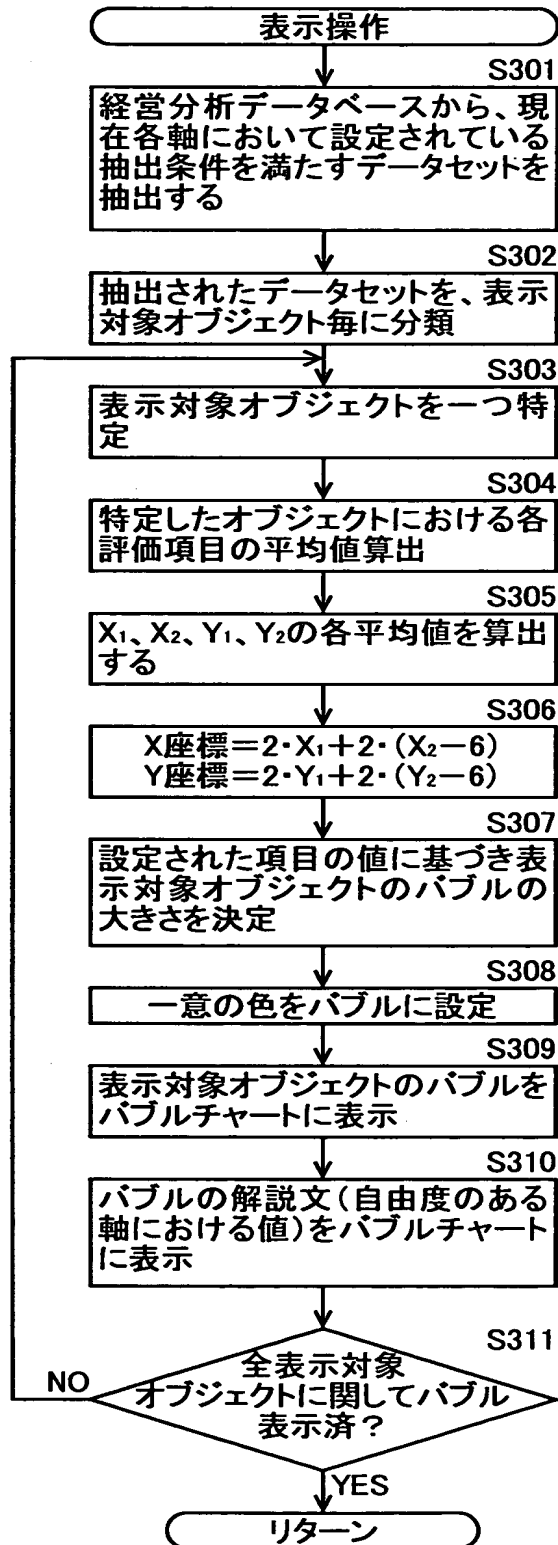 表示操作
S301
経営分析データベースから、現
在各軸において設定されている
抽出条件を満たすデータセットを
抽出する
S302
抽出されたデータセットを、表示
対象オブジェクト毎に分類
S303
表示対象オブジェクトを一つ特
定
S304
特定したオブジェクトにおける各
評価項目の平均値算出
S305
X₁、X₂、Y₁、Y₂の各平均値を算出
する
S306
X座標＝2・X₁＋2・（X₂－6）
Y座標＝2・Y₁＋2・（Y₂－6）
S307
設定された項目の値に基づき表
示対象オブジェクトのバブルの
大きさを決定
S308
一意の色をバブルに設定
S309
表示対象オブジェクトのバブルを
バブルチャートに表示
S310
バブルの解説文（自由度のある
軸における値）をバブルチャート
に表示
S311
全表示対象
オブジェクトに関してバブル
表示済？
NO
YES
リターン